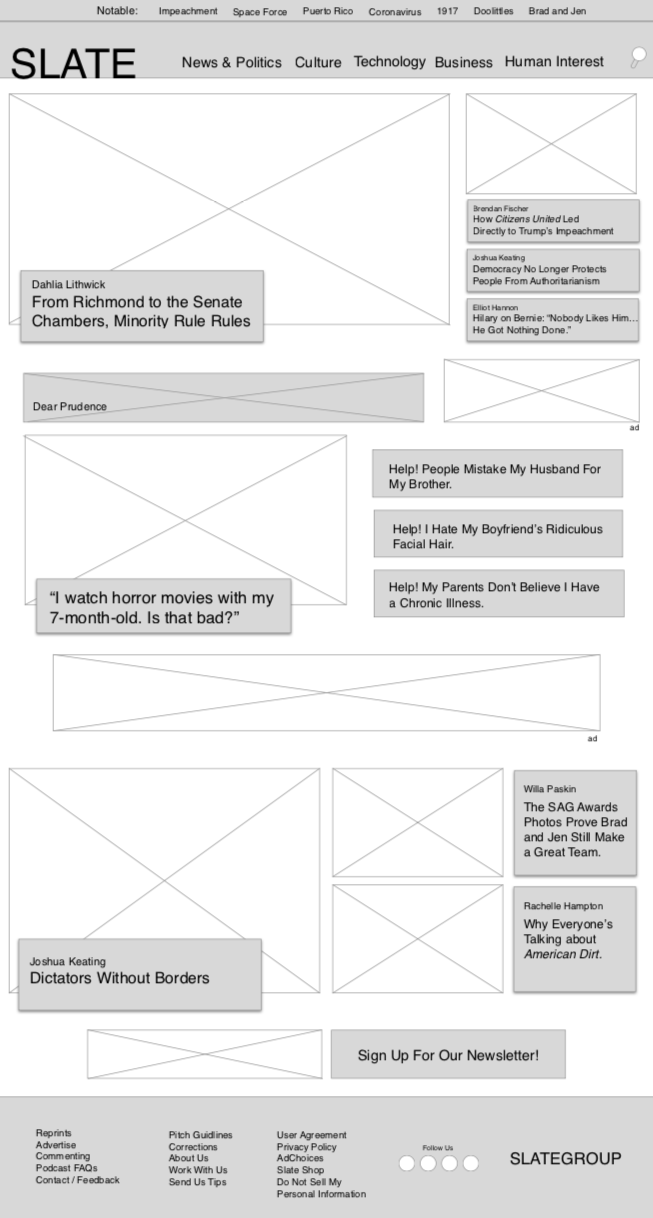 Notable: Impeachment Space Force Puerto Rico Coronavirus 1917 Doolittles Brad and Jen
SLATE
News & Politics Culture Technology Business Human Interest
Brendan Fischer
How Citizens United Led
Directly to Trump's Impeachment
Joshua Keating
Democracy No Longer Protects
People From Authoritarianism
Elliot Hannon
Hilary on Bernie: "Nobody Likes Him...
He Got Nothing Done."
Dahlia Lithwick
From Richmond to the Senate
Chambers, Minority Rule Rules
Dear Prudence
ad
Help! People Mistake My Husband For
My Brother.
Help! I Hate My Boyfriend's Ridiculous
Facial Hair.
Help! My Parents Don't Believe I Have
a Chronic Illness.
“I watch horror movies with my
7-month-old. Is that bad?”
ad
Willa Paskin
The SAG Awards
Photos Prove Brad
and Jen Still Make
a Great Team.
Rachelle Hampton
Why Everyone's
Talking about
American Dirt.
Joshua Keating
Dictators Without Borders
Sign Up For Our Newsletter!
Reprints
Advertise
Commenting
Podcast FAQs
Contact / Feedback
Pitch Guidlines
Corrections
About Us
Work With Us
Send Us Tips
User Agreement
Privacy Policy
AdChoices
Slate Shop
Do Not Sell My
Personal Information
Follow Us
SLATEGROUP